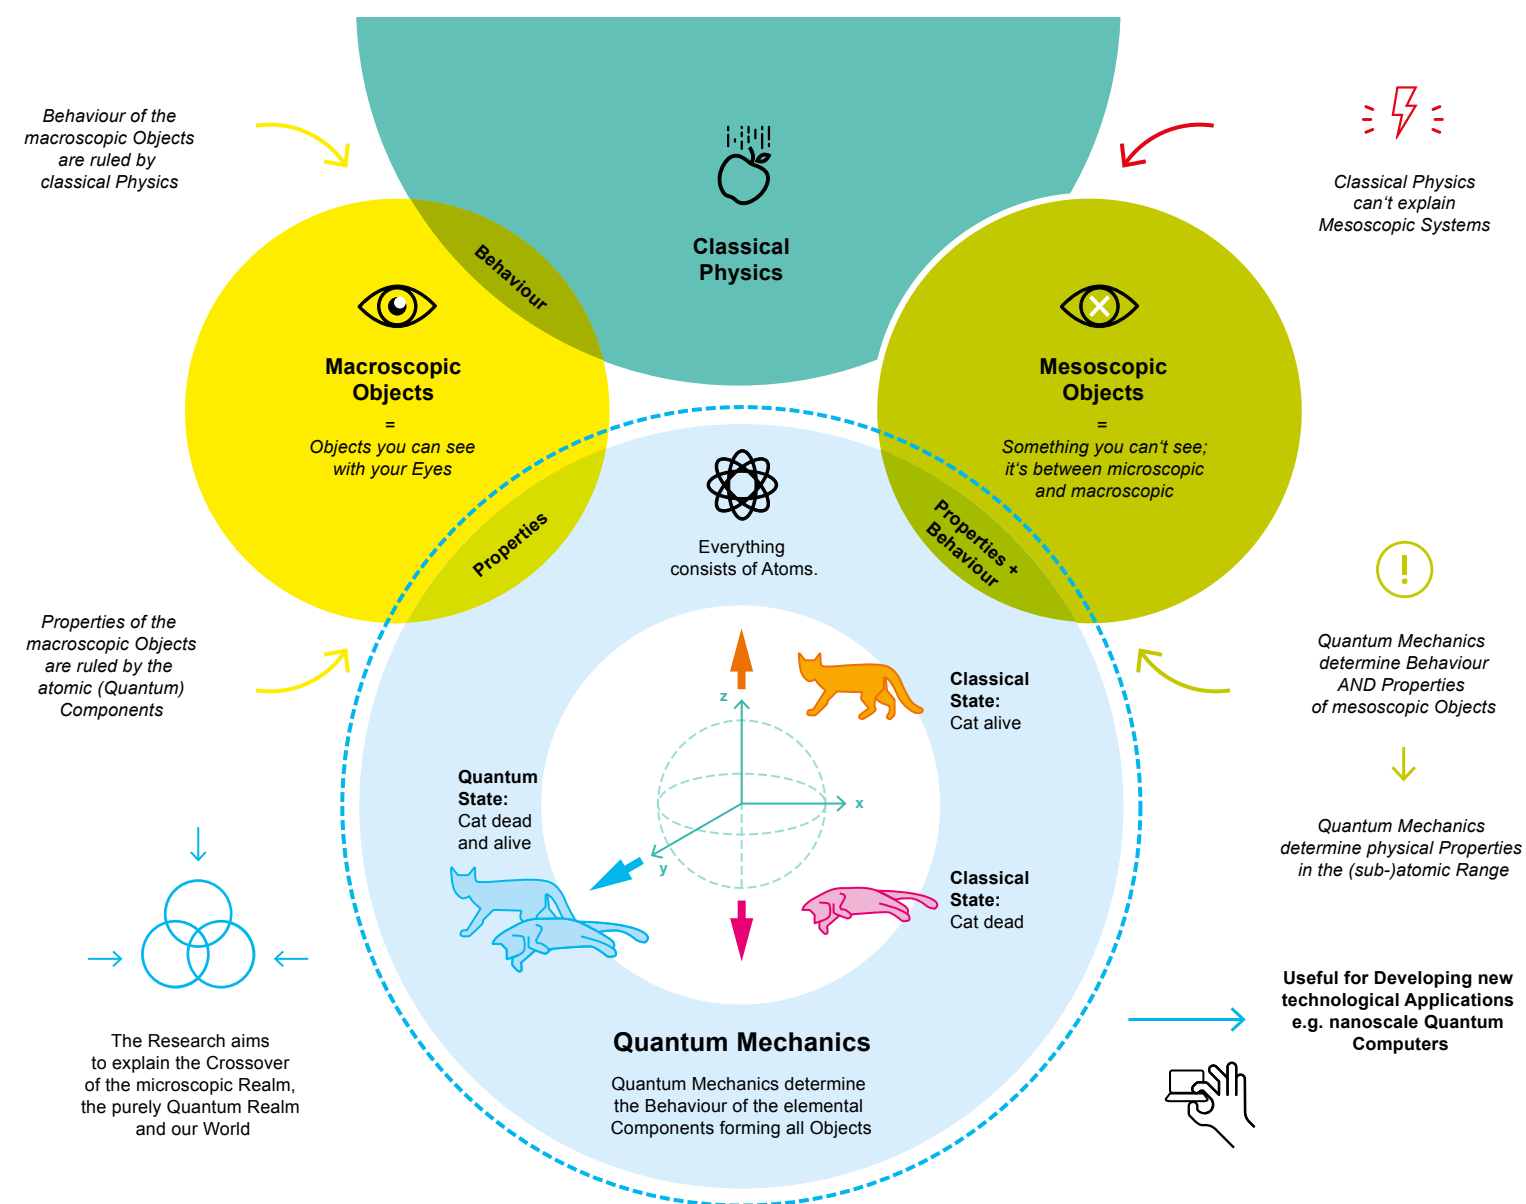 Behaviour of the
macroscopic Objects
are ruled by
classical Physics
Classical
Physics
Classical Physics
can‘t explain
Mesoscopic Systems
Behaviour
Macroscopic
Objects
=
Objects you can see
with your Eyes
Properties
Mesoscopic
Objects
=
Something you can‘t see;
it‘s between microscopic
and macroscopic
Properties +
Behaviour
Everything
consists of Atoms.
Properties of the
macroscopic Objects
are ruled by the
atomic (Quantum)
Components
!
Quantum Mechanics
determine Behaviour
AND Properties
of mesoscopic Objects
Quantum Mechanics
determine physical Properties
in the (sub-)atomic Range
z
x
y
Classical
State:
Cat alive
Quantum
State:
Cat dead
and alive
Classical
State:
Cat dead
The Research aims
to explain the Crossover
of the microscopic Realm,
the purely Quantum Realm
and our World
Quantum Mechanics
Quantum Mechanics determine
the Behaviour of the elemental
Components forming all Objects
Useful for Developing new
technological Applications
e.g. nanoscale Quantum
Computers